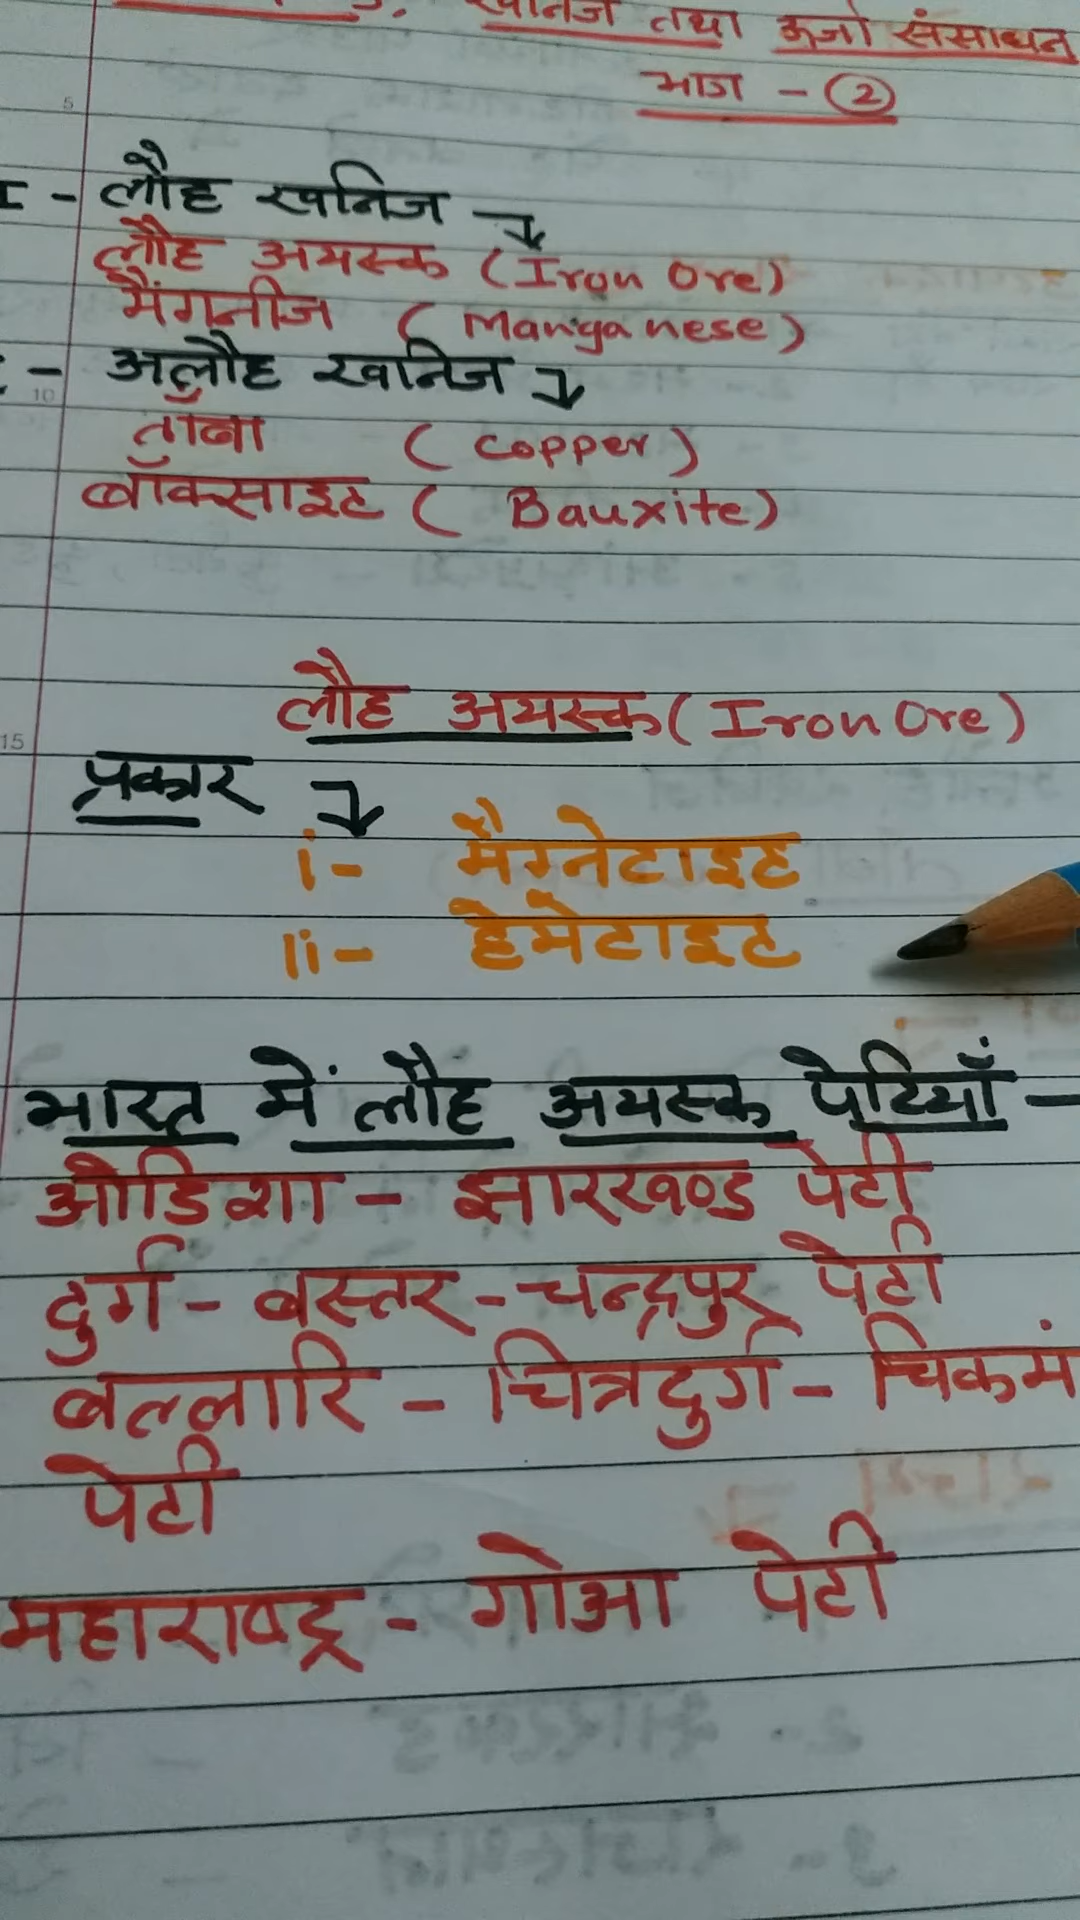 खनिज तथा ऊर्जा संसाधन
भाग - 2
I - लौह खनिज
लौह अयस्क (Iron Ore)
मैंगनीज (Manganese)
- अलौह खनिज
तांबा (Copper)
बॉक्साइट (Bauxite)
लौह अयस्क (Iron Ore)
15
प्रकार
i- मैग्नेटाइट
ii- हेमेटाइट
भारत में लौह अयस्क पेटियाँ -
ओडिशा - झारखण्ड पेटी
दुर्ग - बस्तर - चन्द्रपुर पेटी
बल्लारि - चित्रदुर्ग - चिकमं
पेटी
महाराष्ट्र - गोआ पेटी